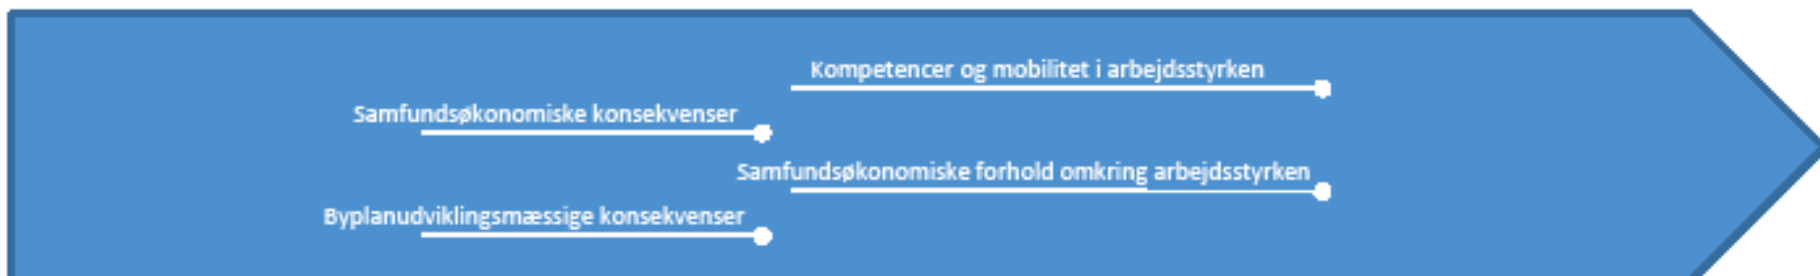 Kompetencer og mobilitet i arbejdsstyrken
Samfundsøkonomiske konsekvenser
Samfundsøkonomiske forhold omkring arbejdsstyrken
Byplanudviklingsmæssige konsekvenser